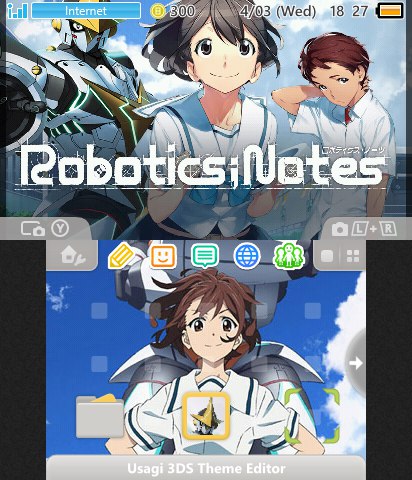 Internet
300
4/03 (Wed)
18 27
ロボティクス・ノーツ
Robotics;Notes
Y
L+R
Usagi 3DS Theme Editor